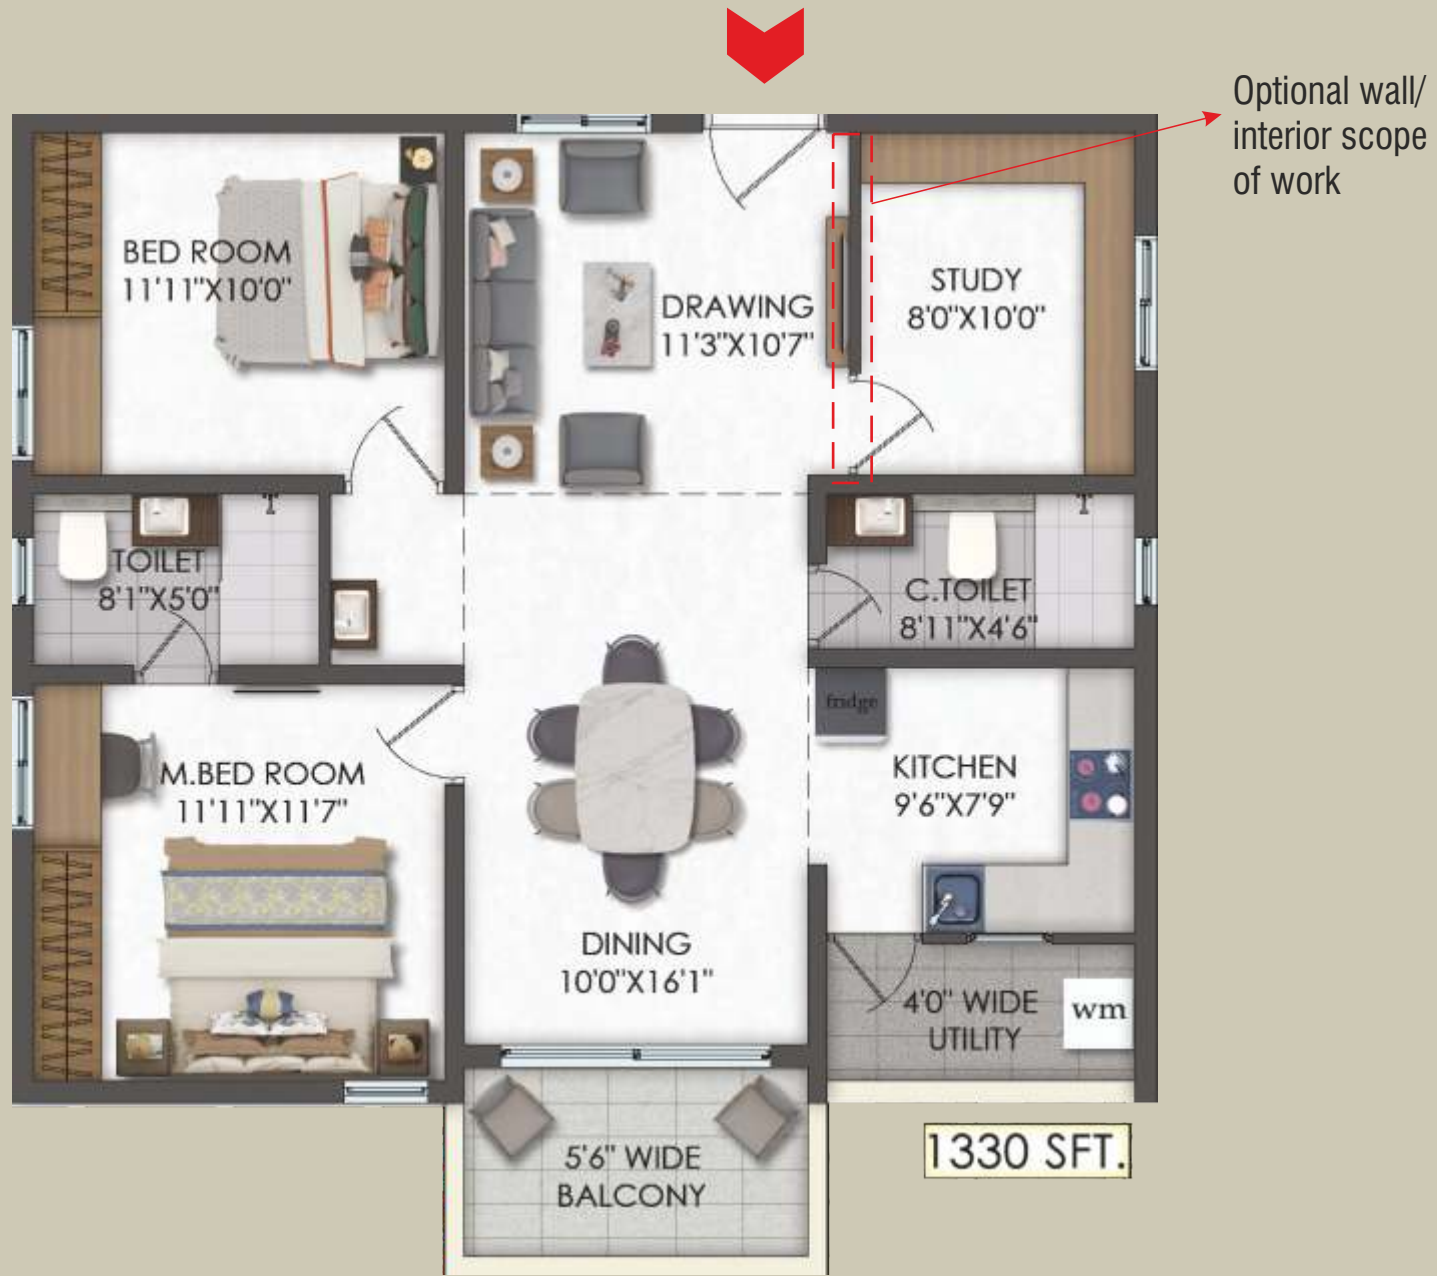 Optional wall/
interior scope
of work
BED ROOM
11'11"X10'0"
DRAWING
11'3"X10'7"
STUDY
8'0"X10'0"
T
TOILET
8'1"X5'0"
T
C.TOILET
8'11"X4'6"
fridge
M.BED ROOM
11'11"X11'7"
KITCHEN
9'6"X7'9"
DINING
10'0"X16'1"
4'0" WIDE
UTILITY
wm
5'6" WIDE
BALCONY
1330 SFT.